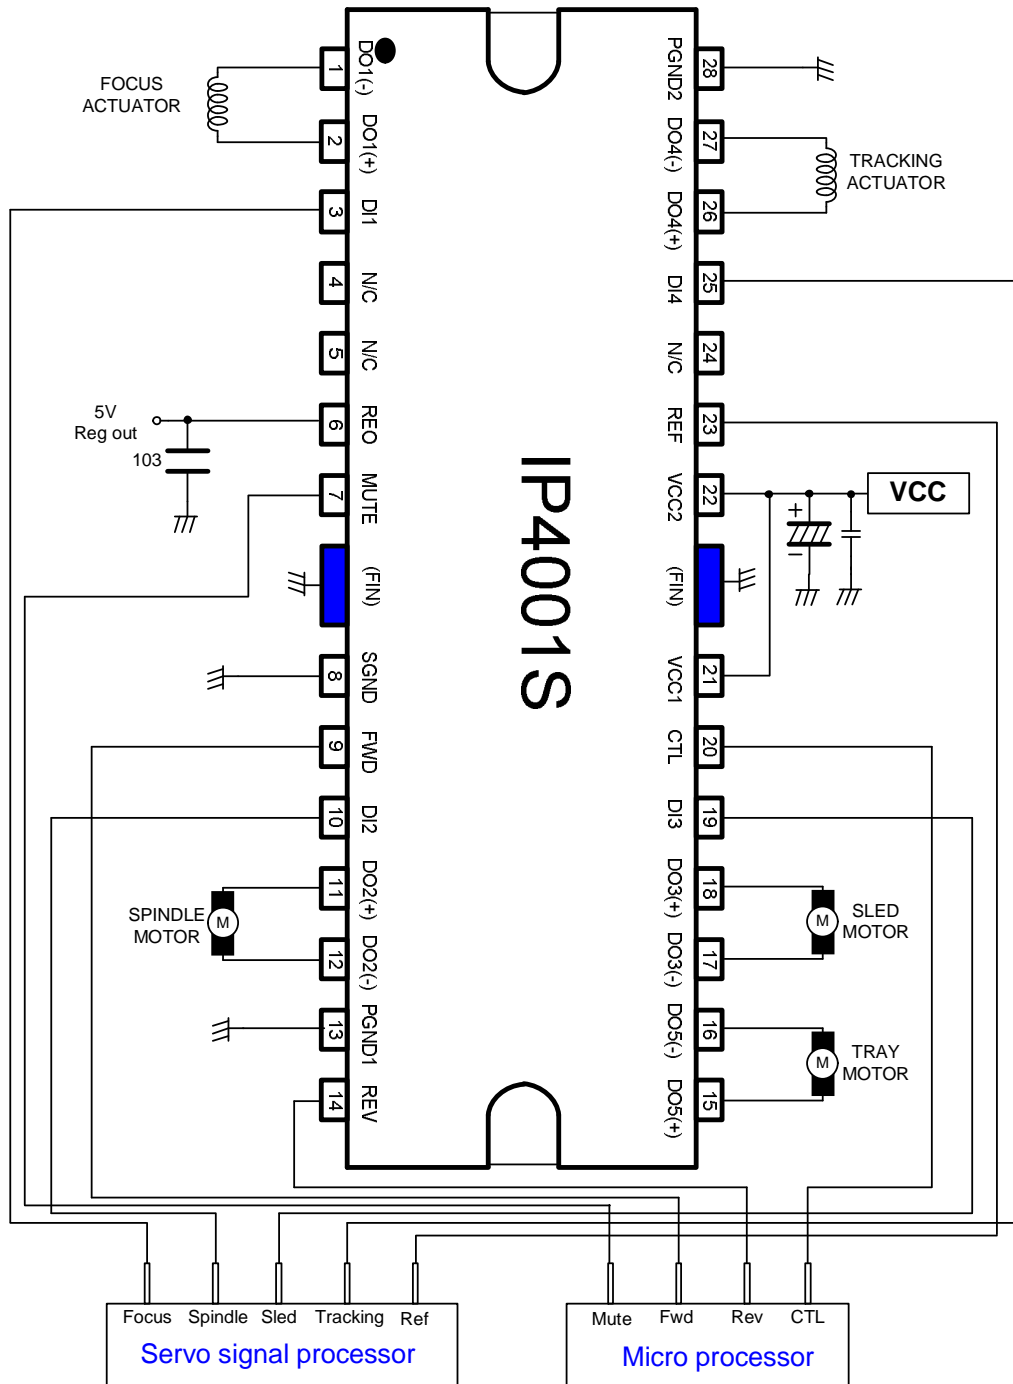 FOCUS
ACTUATOR
1
DO1(-)
2
DO1(+)
3
DI1
4
N/C
5
N/C
5V
Reg out
103
6
REO
7
MUTE
(FIN)
8
SGND
9
FWD
10
DI2
SPINDLE
MOTOR
M
11
DO2(+)
12
DO2(-)
13
PGND1
14
REV
IP4001S
PGND2
28
DO4(-)
27
DO4(+)
26
TRACKING
ACTUATOR
DI4
25
N/C
24
REF
23
VCC2
22
VCC
+
-
(FIN)
VCC1
21
CTL
20
DI3
19
DO3(+)
18
DO3(-)
17
M
SLED
MOTOR
DO5(-)
16
DO5(+)
15
M
TRAY
MOTOR
Focus Spindle Sled Tracking Ref
Servo signal processor
Mute Fwd Rev CTL
Micro processor